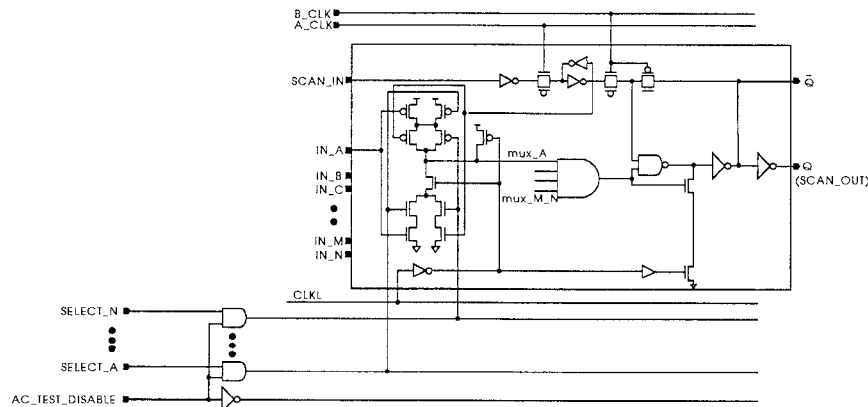 B_CLK
A_CLK
SCAN_IN
Q̄
IN_A
mux_A
IN_B
IN_C
Q
(SCAN_OUT)
mux_M_N
IN_M
IN_N
CLKL
SELECT_N
SELECT_A
AC_TEST_DISABLE